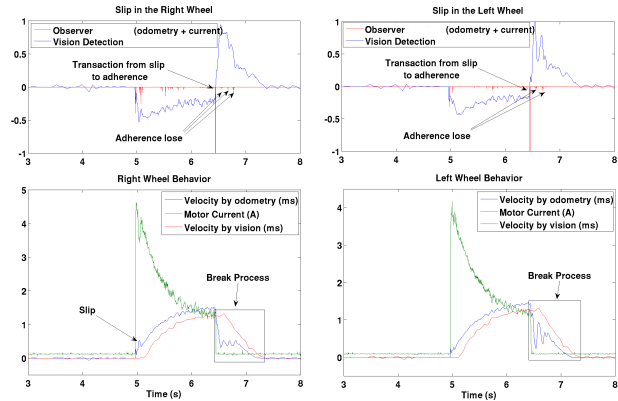 Slip in the Right Wheel
1
Observer (odometry + current)
Vision Detection
0.5
Transaction from slip
to adherence
0
-0.5
Adherence lose
-1
3 4 5 6 7 8
Slip in the Left Wheel
1
Observer (odometry + current)
Vision Detection
0.5
Transaction from slip
to adherence
0
-0.5
Adherence lose
-1
3 4 5 6 7 8
Right Wheel Behavior
5
Velocity by odometry (ms)
Motor Current (A)
Velocity by vision (ms)
4
3
2
Break Process
Slip
1
0
3 4 5 6 7 8
Time (s)
Left Wheel Behavior
Velocity by odometry (ms)
Motor Current (A)
Velocity by vision (ms)
4
3
2
Break Process
1
0
3 4 5 6 7 8
Time (s)